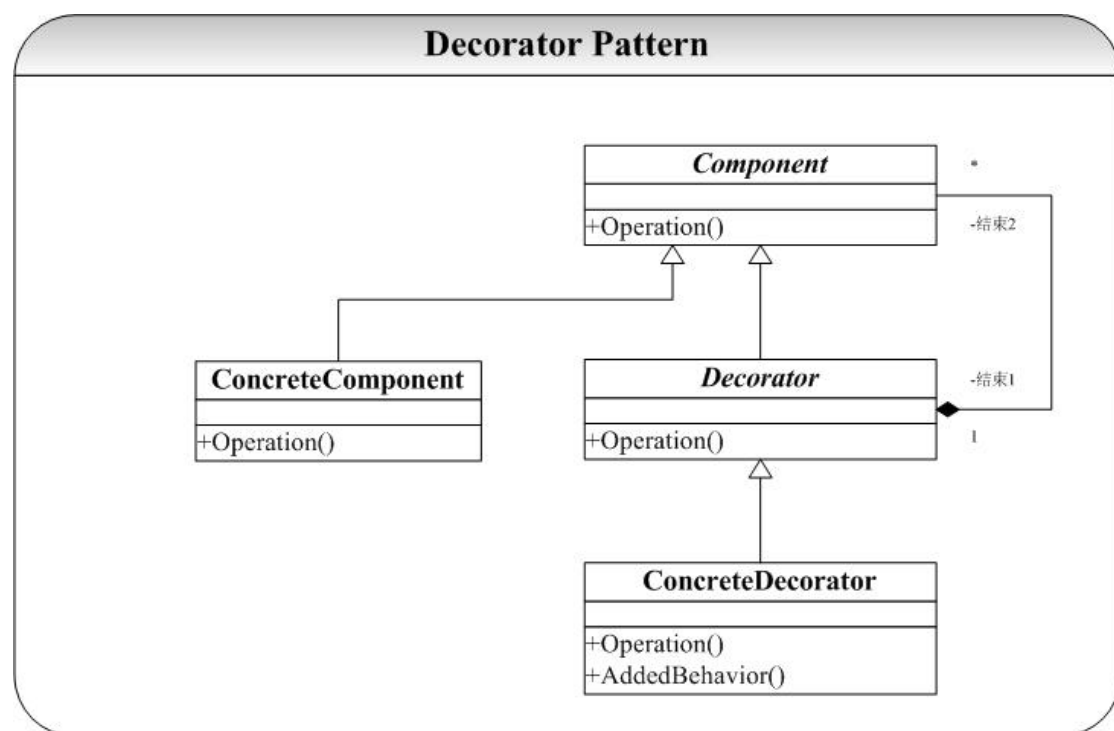 Decorator Pattern
Component
*
+Operation()
-结束2
ConcreteComponent
+Operation()
Decorator
-结束1
+Operation()
1
ConcreteDecorator
+Operation()
+AddedBehavior()